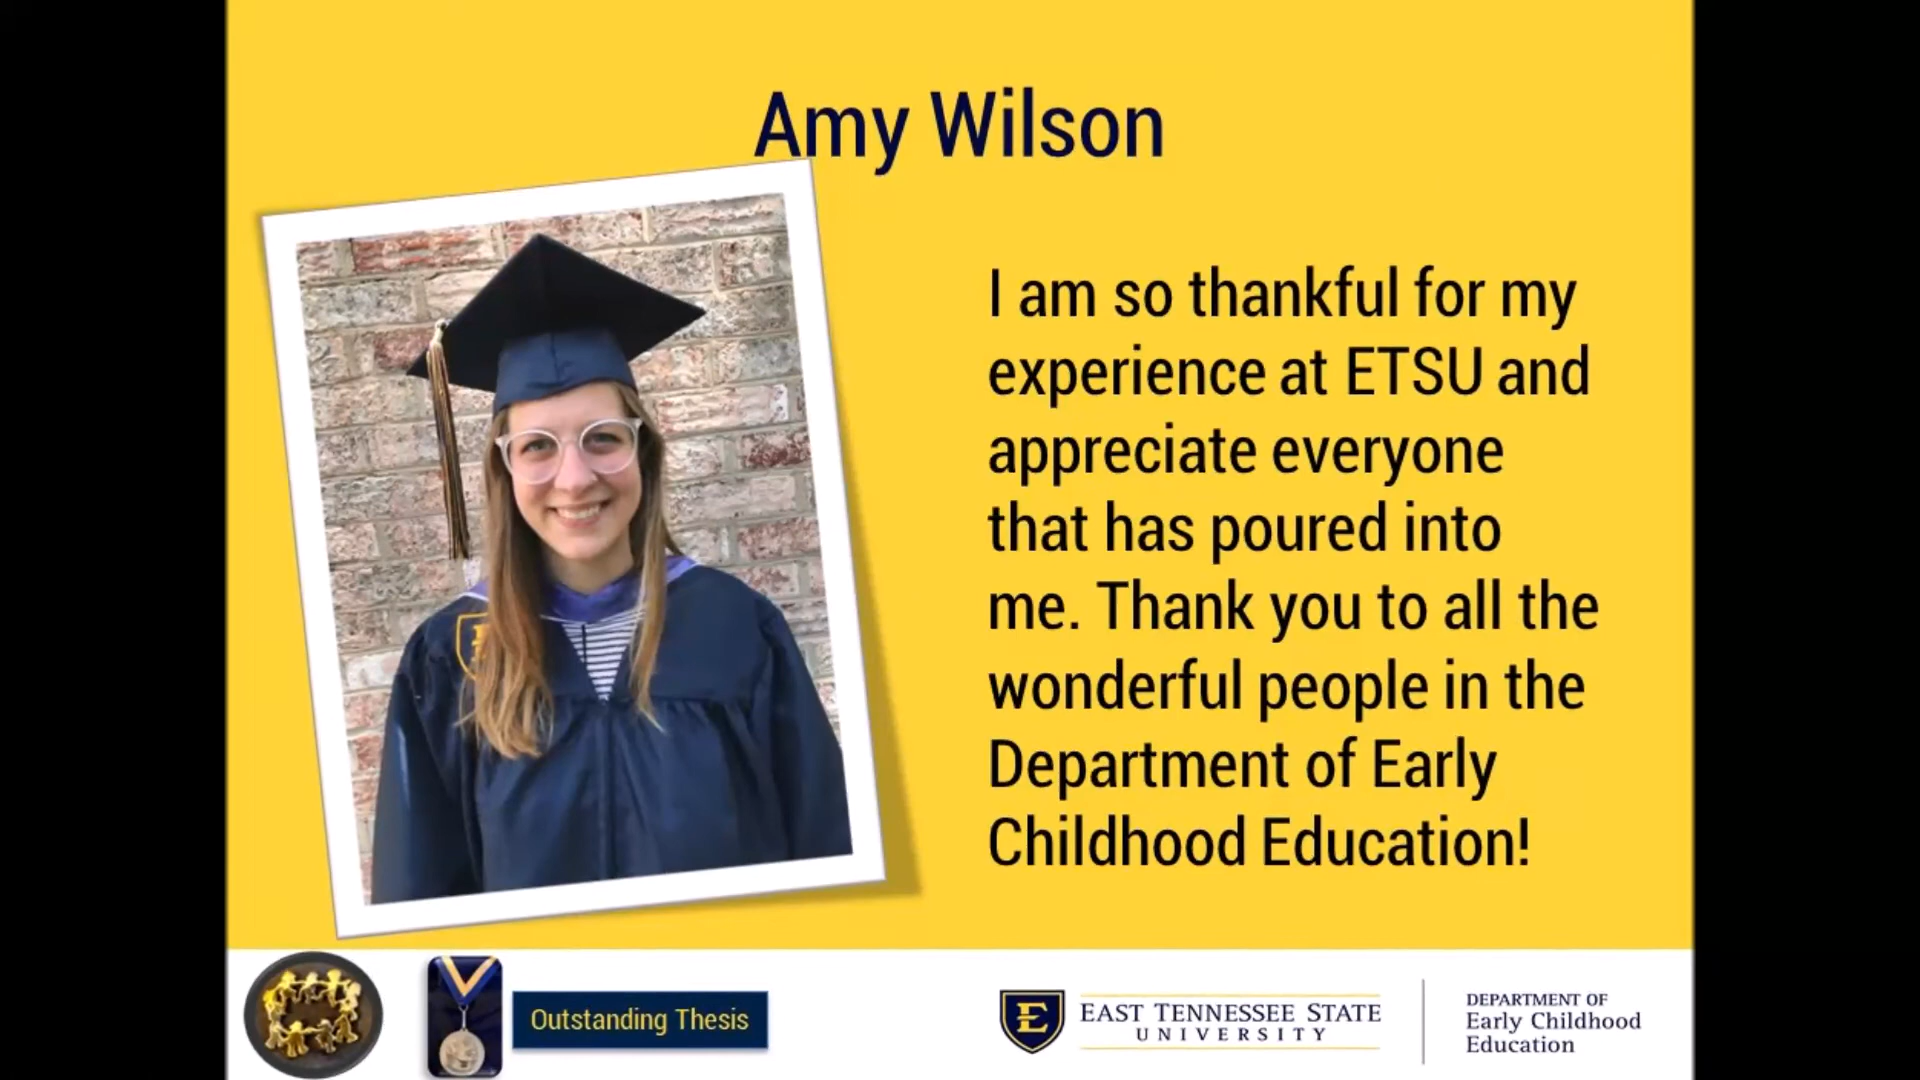 Amy Wilson
I am so thankful for my
experience at ETSU and
appreciate everyone
that has poured into
me. Thank you to all the
wonderful people in the
Department of Early
Childhood Education!
Outstanding Thesis
E
EAST TENNESSEE STATE
UNIVERSITY
DEPARTMENT OF
Early Childhood
Education